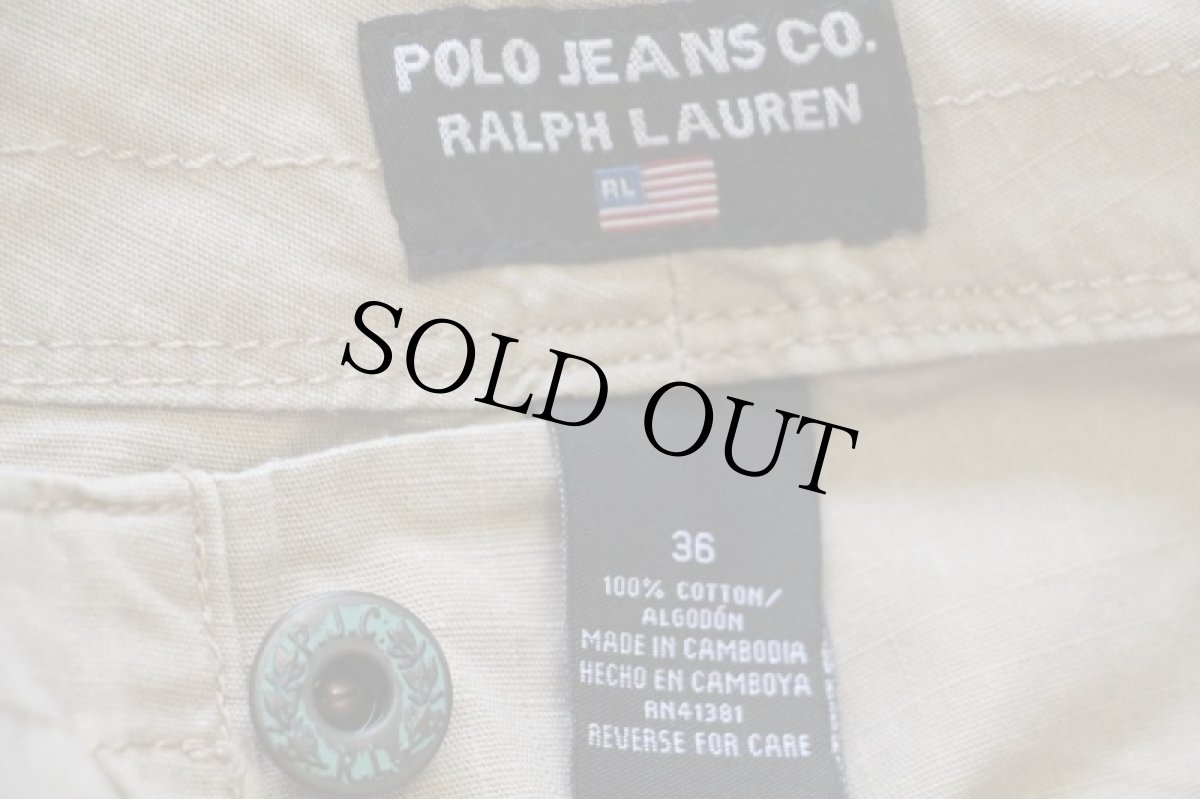 POLO JEANS CO.
RALPH LAUREN
RL
SOLD OUT
36
100% COTTON/
ALGODÓN
MADE IN CAMBODIA
HECHO EN CAMBOYA
RN41381
REVERSE FOR CARE
P.J.C.
R.L.